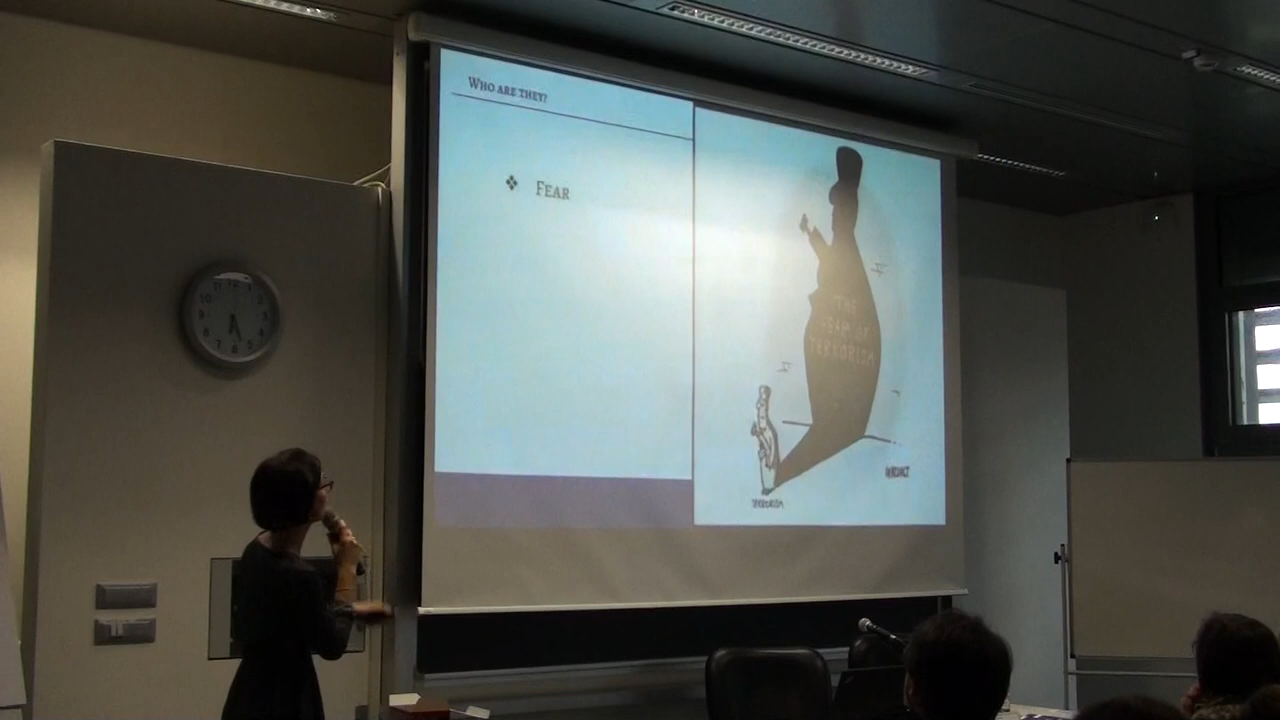 WHO ARE THEY?
❖ FEAR
THE
FEAR OF
TERRORISM
TERRORISM